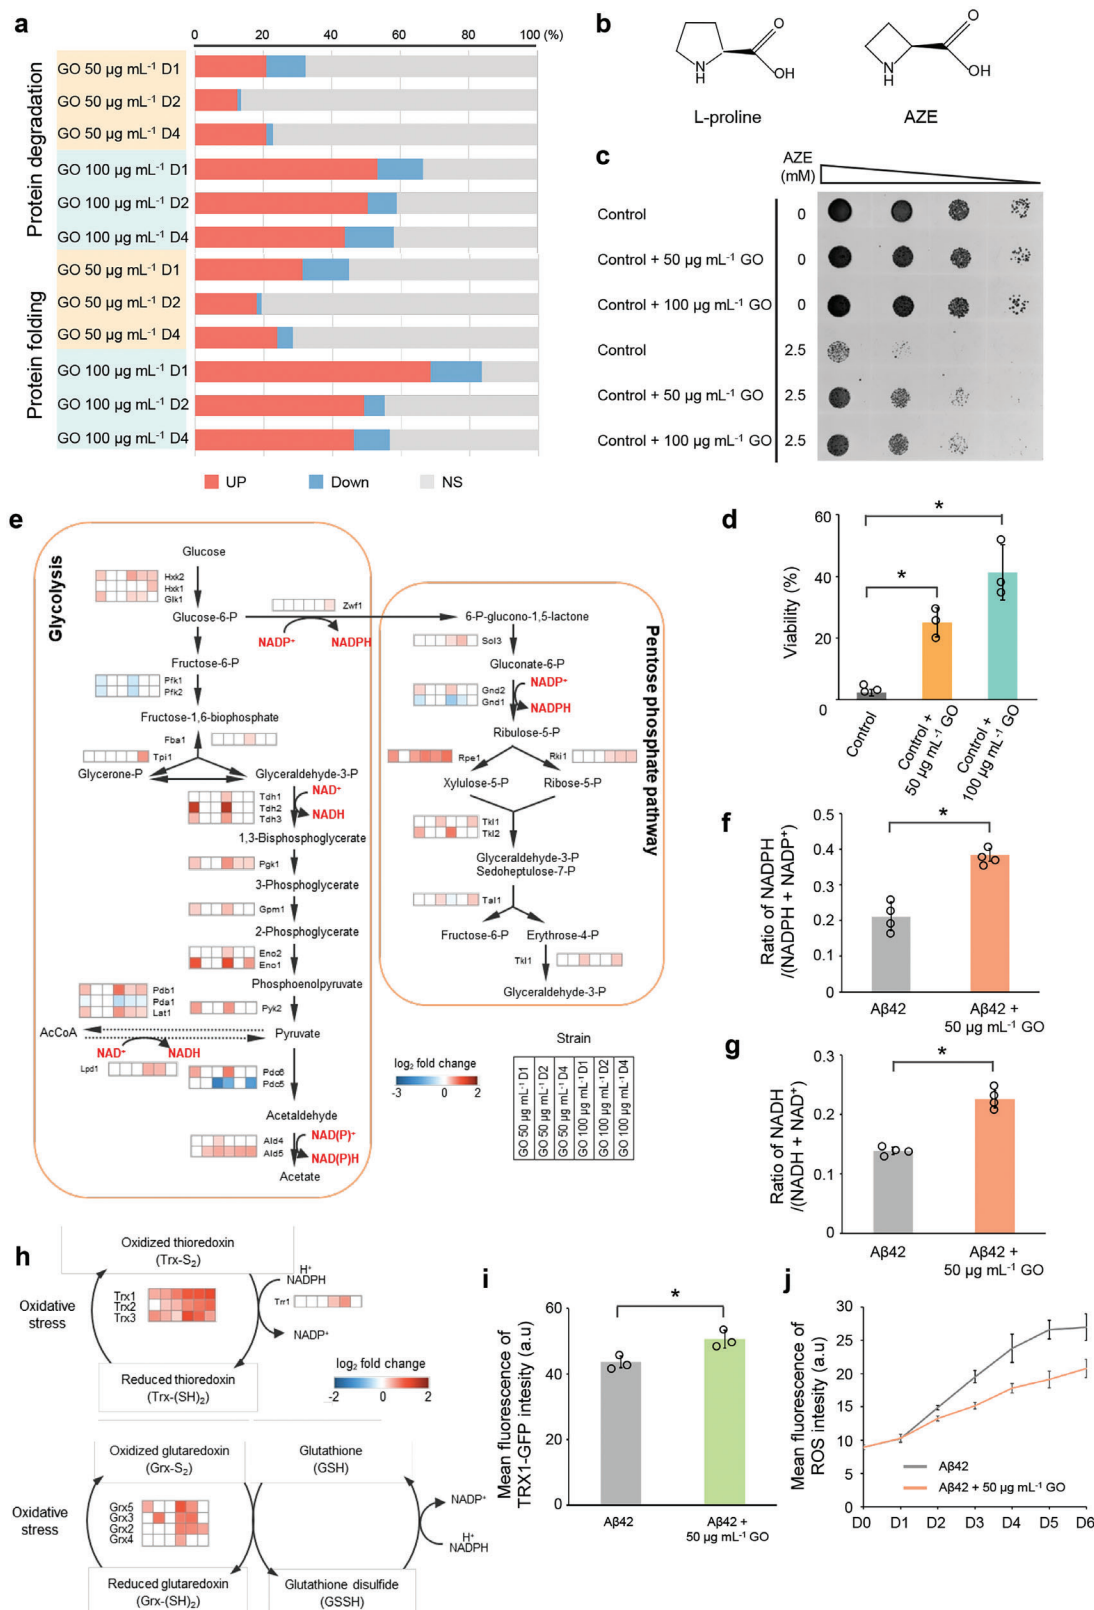 a
0 20 40 60 80 100 (%)
Protein degradation
GO 50 µg mL⁻¹ D1
GO 50 µg mL⁻¹ D2
GO 50 µg mL⁻¹ D4
GO 100 µg mL⁻¹ D1
GO 100 µg mL⁻¹ D2
GO 100 µg mL⁻¹ D4
Protein folding
GO 50 µg mL⁻¹ D1
GO 50 µg mL⁻¹ D2
GO 50 µg mL⁻¹ D4
GO 100 µg mL⁻¹ D1
GO 100 µg mL⁻¹ D2
GO 100 µg mL⁻¹ D4
UP Down NS
b
N
H
O
OH
N
H
O
OH
L-proline AZE
c
AZE
(mM)
Control 0
Control + 50 µg mL⁻¹ GO 0
Control + 100 µg mL⁻¹ GO 0
Control 2.5
Control + 50 µg mL⁻¹ GO 2.5
Control + 100 µg mL⁻¹ GO 2.5
d
Viability (%)
60
40
20
0
*
*
Control
Control +
50 µg mL⁻¹ GO
Control +
100 µg mL⁻¹ GO
e
Glycolysis
Glucose
Hxk2
Hxk1
Glk1
Glucose-6-P
Zwf1
NADP⁺ NADPH
Fructose-6-P
Pfk1
Pfk2
Fructose-1,6-biophosphate
Fba1
Tpi1
Glycerone-P
Glyceraldehyde-3-P
Tdh1
Tdh2
Tdh3
NAD⁺
NADH
1,3-Bisphosphoglycerate
Pgk1
3-Phosphoglycerate
Gpm1
2-Phosphoglycerate
Eno2
Eno1
Phosphoenolpyruvate
Pdb1
Pda1
Lat1
Pyk2
AcCoA
Pyruvate
NAD⁺ NADH
Lpd1
Pdc6
Pdc5
Acetaldehyde
Ald4
Ald5
NAD(P)⁺
NAD(P)H
Acetate
Pentose phosphate pathway
6-P-glucono-1,5-lactone
Sol3
Gluconate-6-P
Gnd2
Gnd1
NADP⁺
NADPH
Ribulose-5-P
Rpe1
Rki1
Xylulose-5-P Ribose-5-P
Tkl1
Tkl2
Glyceraldehyde-3-P
Sedoheptulose-7-P
Tal1
Fructose-6-P Erythrose-4-P
Tkl1
Glyceraldehyde-3-P
log₂ fold change
-3 0 2
Strain
GO 50 µg mL⁻¹ D1
GO 50 µg mL⁻¹ D2
GO 50 µg mL⁻¹ D4
GO 100 µg mL⁻¹ D1
GO 100 µg mL⁻¹ D2
GO 100 µg mL⁻¹ D4
f
Ratio of NADPH
/(NADPH + NADP⁺)
0.5
0.4
0.3
0.2
0.1
0
*
Aβ42
Aβ42 +
50 µg mL⁻¹ GO
g
Ratio of NADH
/(NADH + NAD⁺)
0.3
0.2
0.1
0
*
Aβ42
Aβ42 +
50 µg mL⁻¹ GO
h
Oxidized thioredoxin
(Trx-S₂)
Oxidative
stress
Trx1
Trx2
Trx3
H⁺
NADPH
Trr1
NADP⁺
Reduced thioredoxin
(Trx-(SH)₂)
log₂ fold change
-2 0 2
Oxidized glutaredoxin
(Grx-S₂)
Glutathione
(GSH)
Oxidative
stress
Grx5
Grx3
Grx2
Grx4
NADP⁺
H⁺
NADPH
Reduced glutaredoxin
(Grx-(SH)₂)
Glutathione disulfide
(GSSH)
i
Mean fluorescence of
TRX1-GFP intesity (a.u)
60
40
20
0
*
Aβ42
Aβ42 +
50 µg mL⁻¹ GO
j
Mean fluorescence of
ROS intesity (a.u)
30
25
20
15
10
5
0
Aβ42
Aβ42 + 50 µg mL⁻¹ GO
D0 D1 D2 D3 D4 D5 D6